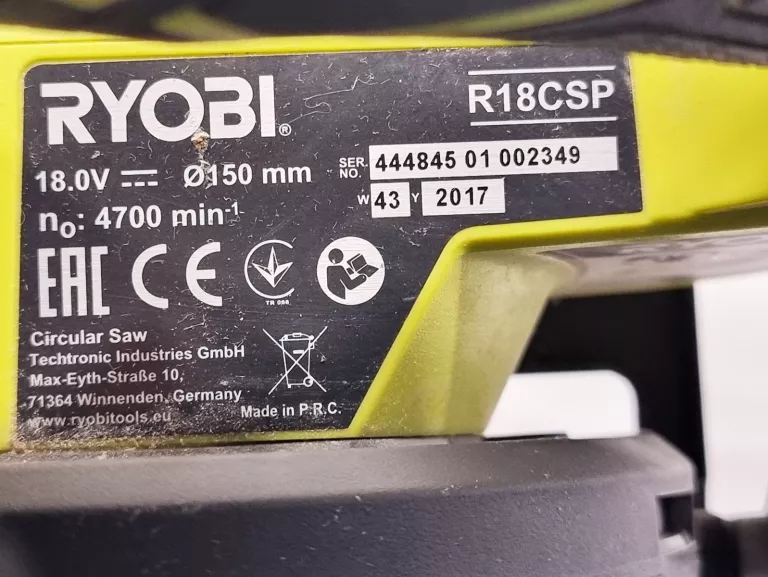 RYOBI®
R18CSP
18.0V ⎓ Ø150 mm
n₀: 4700 min⁻¹
SER. NO. 444845 01 002349
W 43 Y 2017
EAC CE TR 066
Circular Saw
Techtronic Industries GmbH
Max-Eyth-Straße 10,
71364 Winnenden, Germany
www.ryobitools.eu
Made in P.R.C.